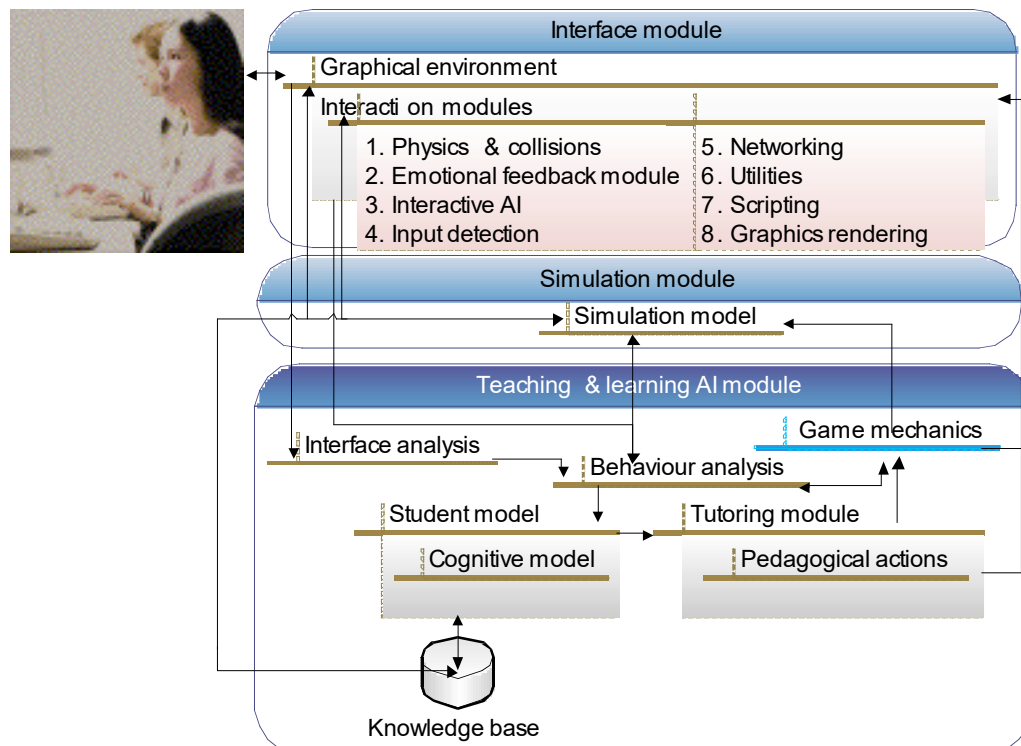 Interface module
Graphical environment
Interacti on modules
1. Physics & collisions
2. Emotional feedback module
3. Interactive AI
4. Input detection
5. Networking
6. Utilities
7. Scripting
8. Graphics rendering
Simulation module
Simulation model
Teaching & learning AI module
Game mechanics
Interface analysis
Behaviour analysis
Student model
Tutoring module
Cognitive model
Pedagogical actions
Knowledge base